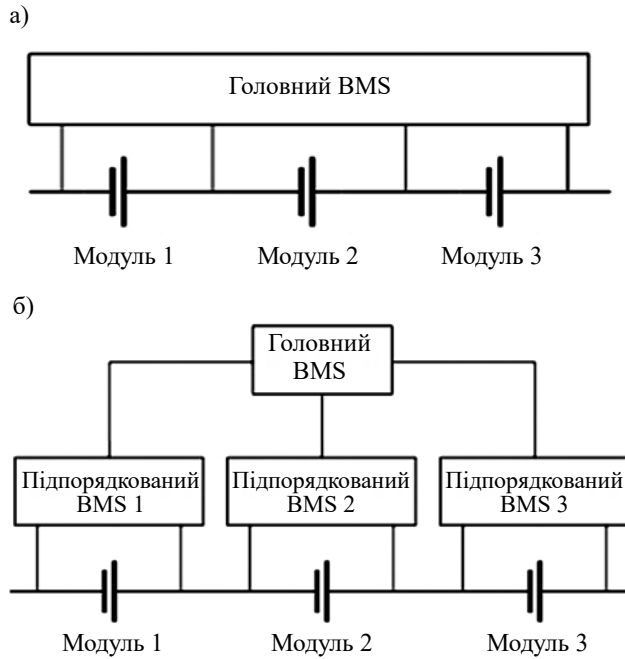 а)
Головний BMS
Модуль 1 Модуль 2 Модуль 3
б)
Головний
BMS
Підпорядкований Підпорядкований Підпорядкований
BMS 1 BMS 2 BMS 3
Модуль 1 Модуль 2 Модуль 3